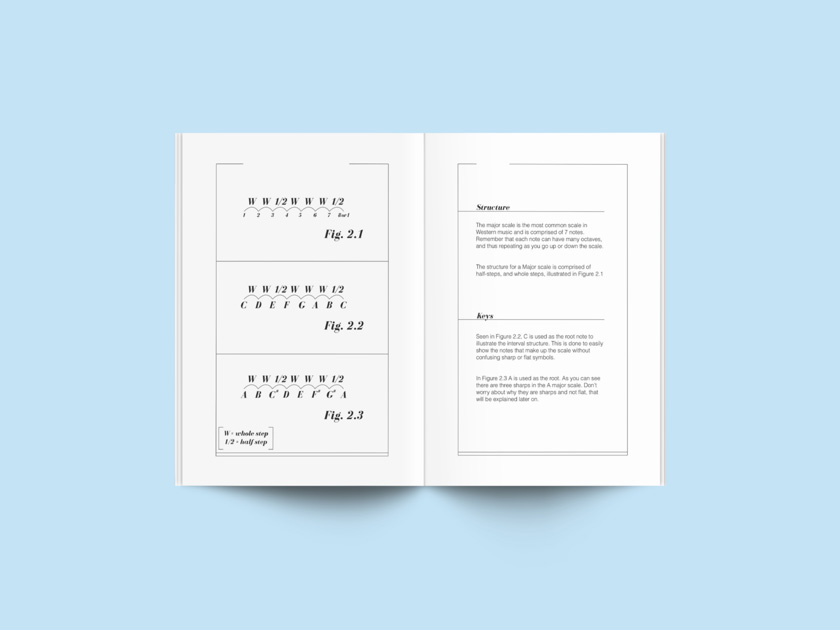 W W 1/2 W W W 1/2
1 2 3 4 5 6 7 8or1
Fig. 2.1
W W 1/2 W W W 1/2
C D E F G A B C
Fig. 2.2
W W 1/2 W W W 1/2
A B C# D E F# G# A
Fig. 2.3
W = whole step
1/2 = half step
Structure
The major scale is the most common scale in
Western music and is comprised of 7 notes.
Remember that each note can have many octaves,
and thus repeating as you go up or down the scale.
The structure for a Major scale is comprised of
half-steps, and whole steps, illustrated in Figure 2.1
Keys
Seen in Figure 2.2, C is used as the root note to
illustrate the interval structure. This is done to easily
show the notes that make up the scale without
confusing sharp or flat symbols.
In Figure 2.3 A is used as the root. As you can see
there are three sharps in the A major scale. Don't
worry about why they are sharps and not flat, that
will be explained later on.